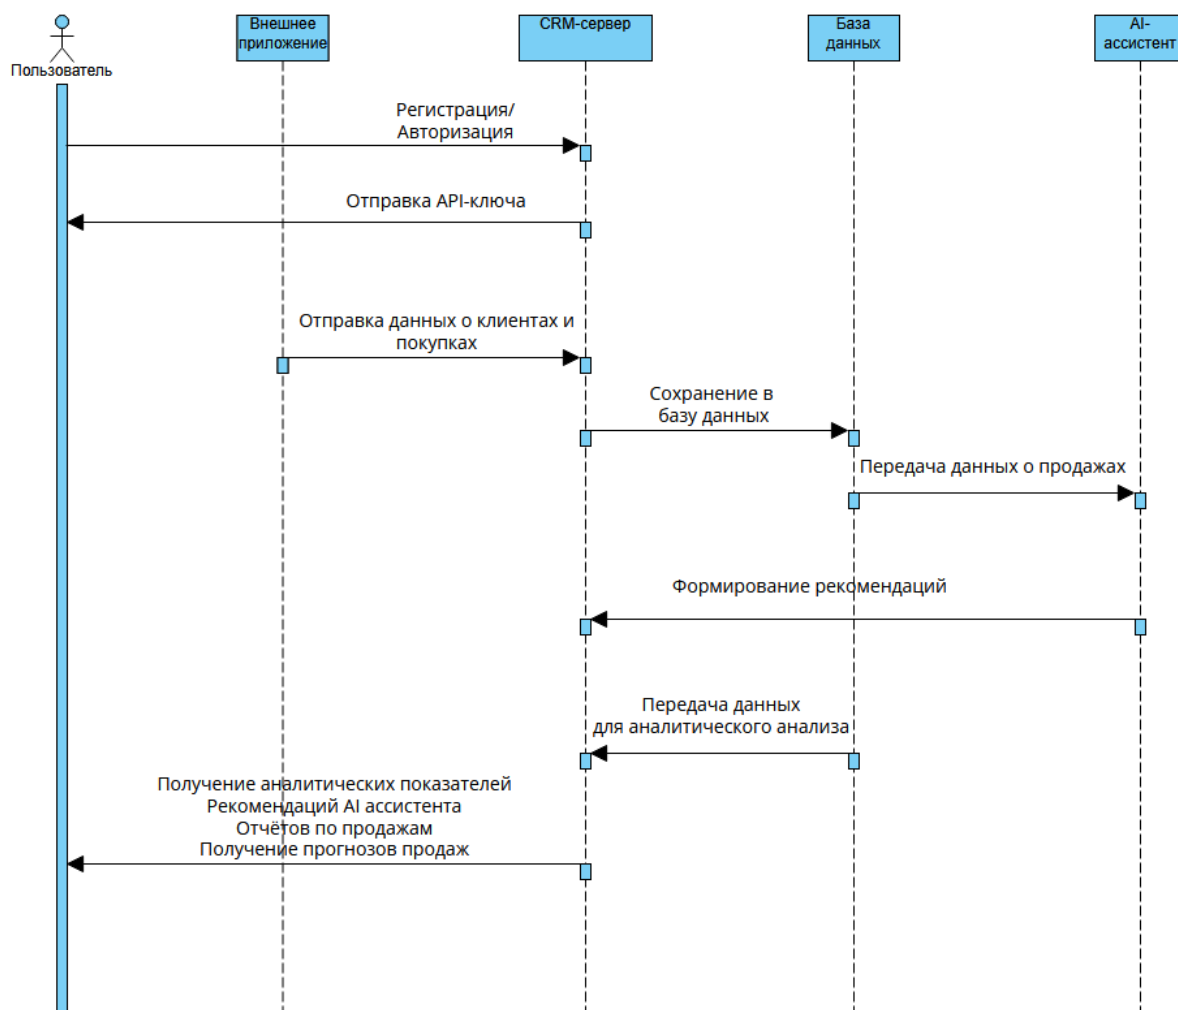 Пользователь
Внешнее
приложение
CRM-сервер
База
данных
AI-
ассистент
Регистрация/
Авторизация
Отправка API-ключа
Отправка данных о клиентах и
покупках
Сохранение в
базу данных
Передача данных о продажах
Формирование рекомендаций
Передача данных
для аналитического анализа
Получение аналитических показателей
Рекомендаций AI ассистента
Отчётов по продажам
Получение прогнозов продаж